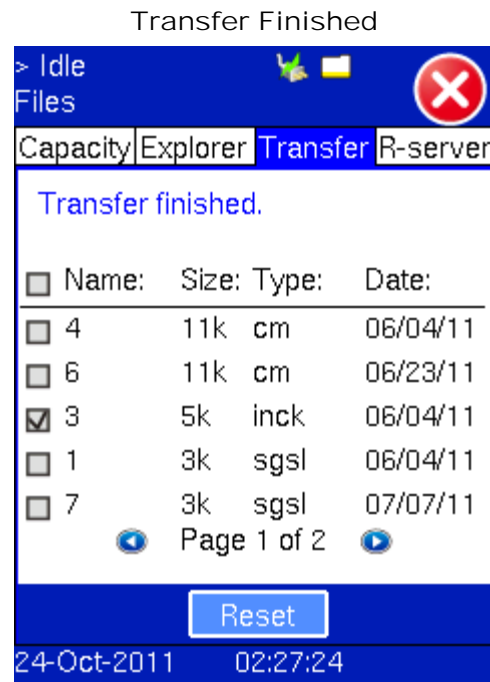 Transfer Finished
> Idle
Files
Capacity Explorer Transfer R-server
Transfer finished.
Name: Size: Type: Date:
4 11k cm 06/04/11
6 11k cm 06/23/11
3 5k inck 06/04/11
1 3k sgsl 06/04/11
7 3k sgsl 07/07/11
Page 1 of 2
Reset
24-Oct-2011 02:27:24